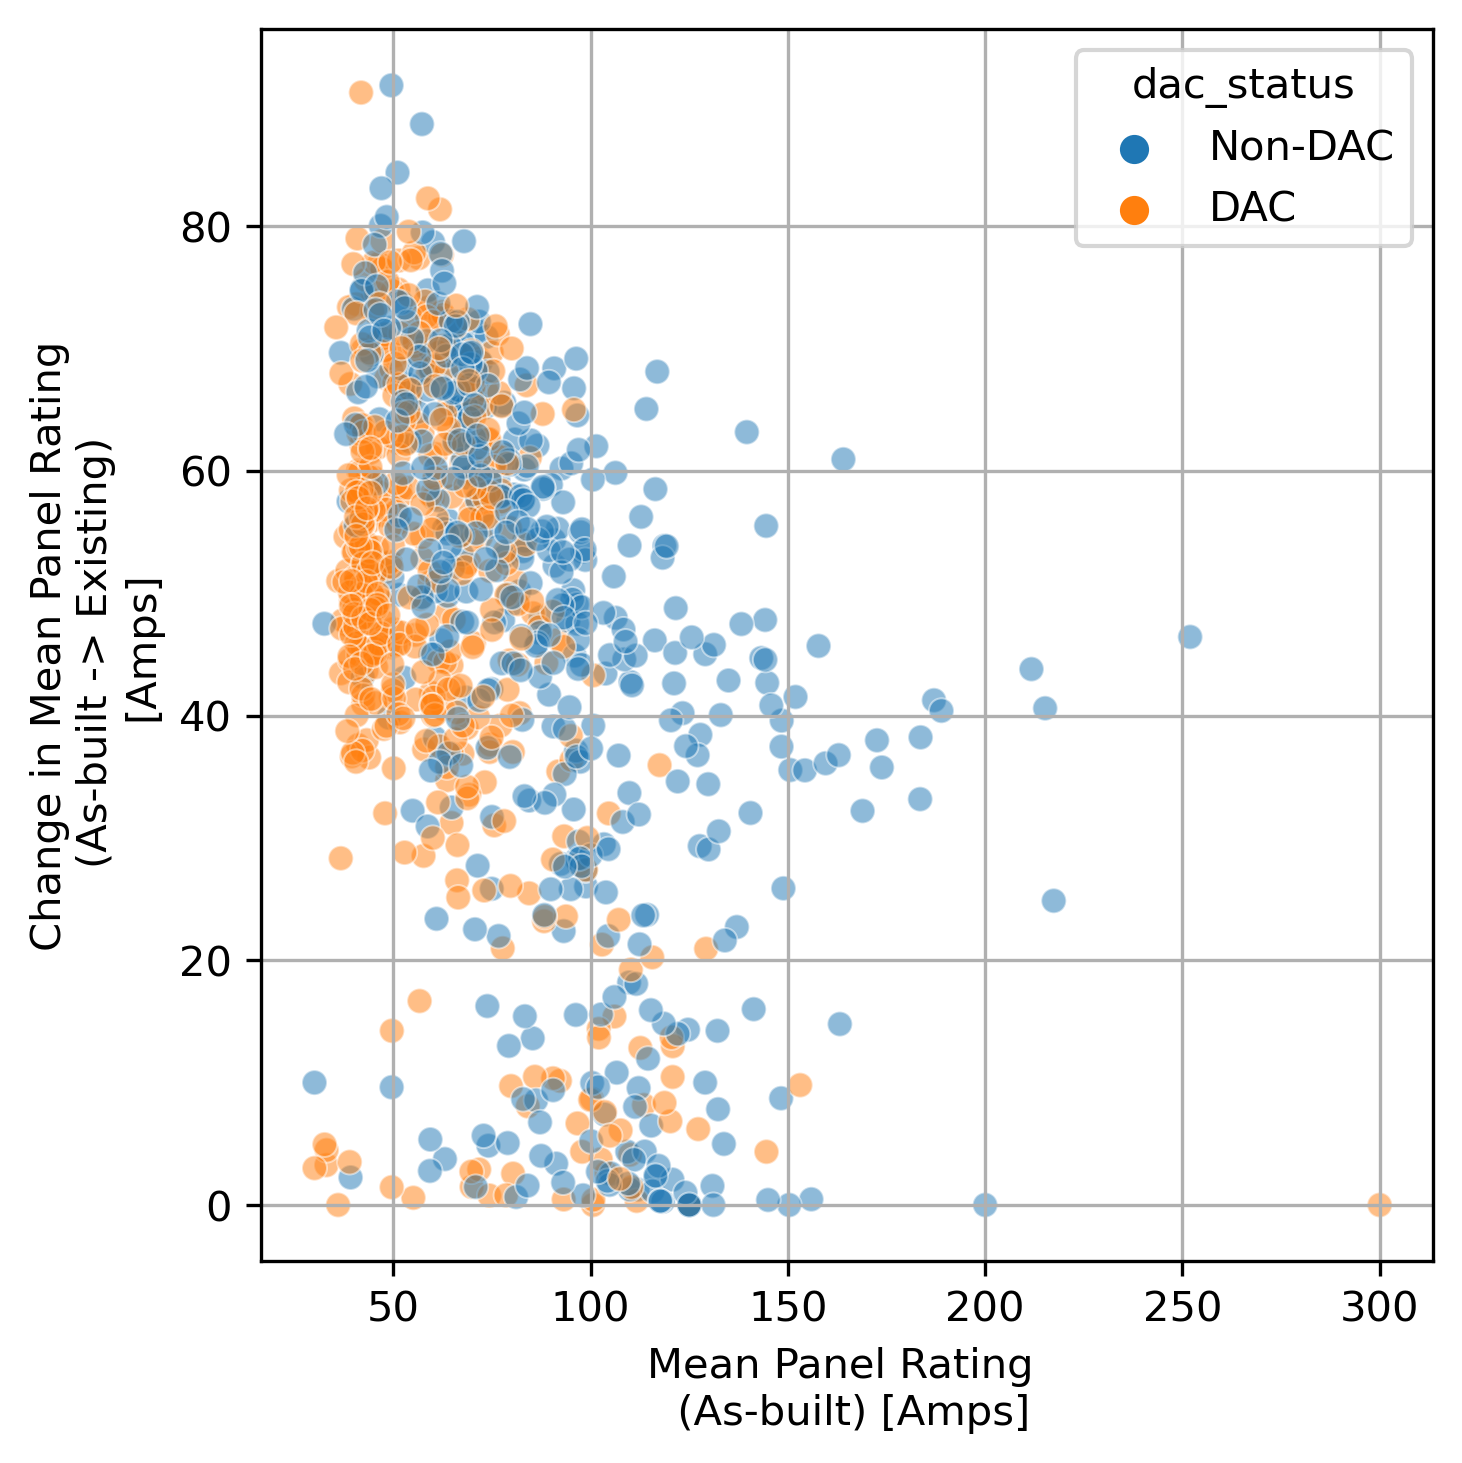 dac_status
Non-DAC
DAC
Change in Mean Panel Rating
(As-built -> Existing)
[Amps]
80
60
40
20
0
50
100
150
200
250
300
Mean Panel Rating
(As-built) [Amps]